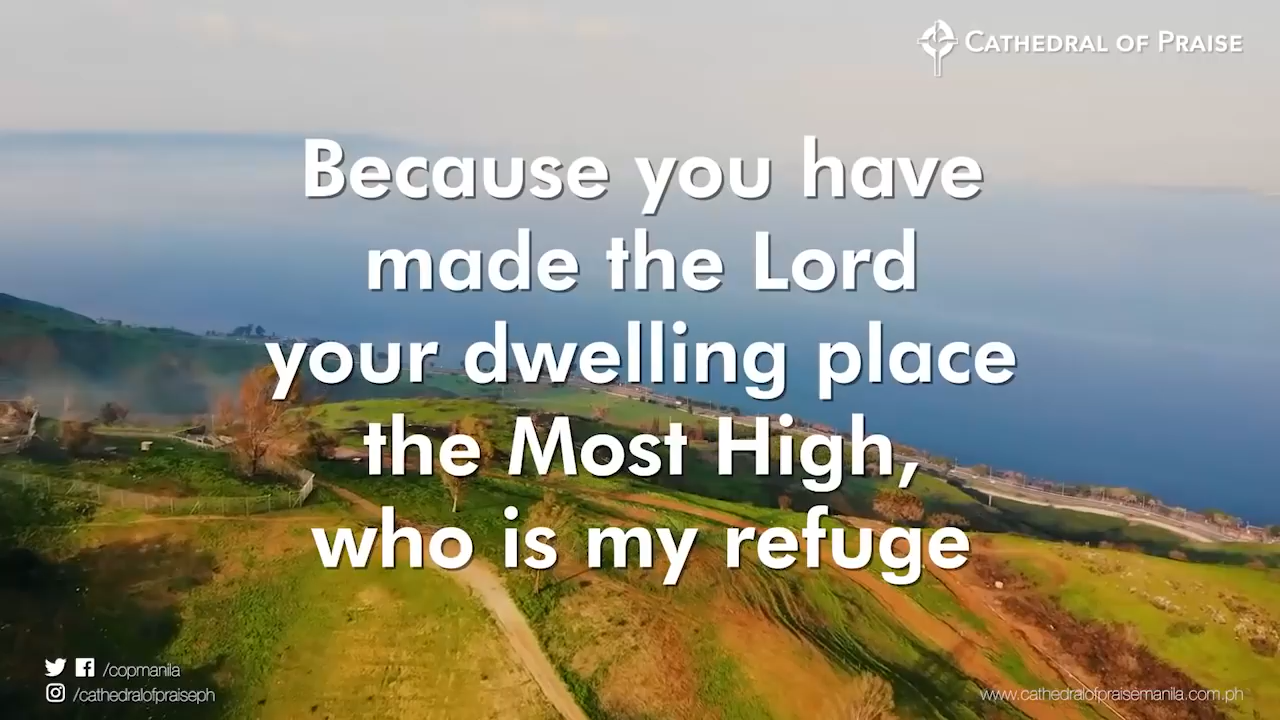 CATHEDRAL OF PRAISE
Because you have
made the Lord
your dwelling place
the Most High,
who is my refuge
/copmanila
/cathedralofpraiseph
www.cathedralofpraisemanila.com.ph